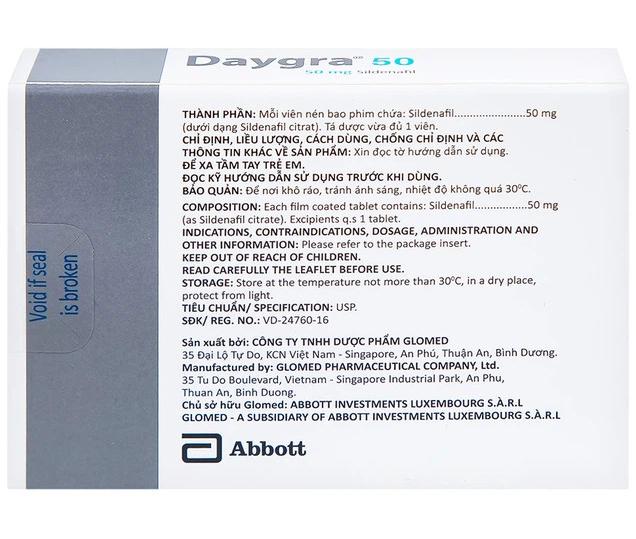 Daygra 50
50 mg Sildenafil
THÀNH PHẦN: Mỗi viên nén bao phim chứa: Sildenafil.......................50 mg
(dưới dạng Sildenafil citrat). Tá dược vừa đủ 1 viên.
CHỈ ĐỊNH, LIỀU LƯỢNG, CÁCH DÙNG, CHỐNG CHỈ ĐỊNH VÀ CÁC
THÔNG TIN KHÁC VỀ SẢN PHẨM: Xin đọc tờ hướng dẫn sử dụng.
ĐỂ XA TẦM TAY TRẺ EM.
ĐỌC KỸ HƯỚNG DẪN SỬ DỤNG TRƯỚC KHI DÙNG.
BẢO QUẢN: Để nơi khô ráo, tránh ánh sáng, nhiệt độ không quá 30⁰C.
COMPOSITION: Each film coated tablet contains: Sildenafil................50 mg
(as Sildenafil citrate). Excipients q.s 1 tablet.
INDICATIONS, CONTRAINDICATIONS, DOSAGE, ADMINISTRATION AND
OTHER INFORMATION: Please refer to the package insert.
KEEP OUT OF REACH OF CHILDREN.
READ CAREFULLY THE LEAFLET BEFORE USE.
STORAGE: Store at the temperature not more than 30⁰C, in a dry place,
protect from light.
TIÊU CHUẨN/ SPECIFICATION: USP.
SĐK/ REG. NO.: VD-24760-16
Sản xuất bởi: CÔNG TY TNHH DƯỢC PHẨM GLOMED
35 Đại Lộ Tự Do, KCN Việt Nam - Singapore, An Phú, Thuận An, Bình Dương.
Manufactured by: GLOMED PHARMACEUTICAL COMPANY, Ltd.
35 Tu Do Boulevard, Vietnam - Singapore Industrial Park, An Phu,
Thuan An, Binh Duong.
Chủ sở hữu Glomed: ABBOTT INVESTMENTS LUXEMBOURG S.À.R.L
GLOMED - A SUBSIDIARY OF ABBOTT INVESTMENTS LUXEMBOURG S.À.R.L
Abbott
Void if seal
is broken